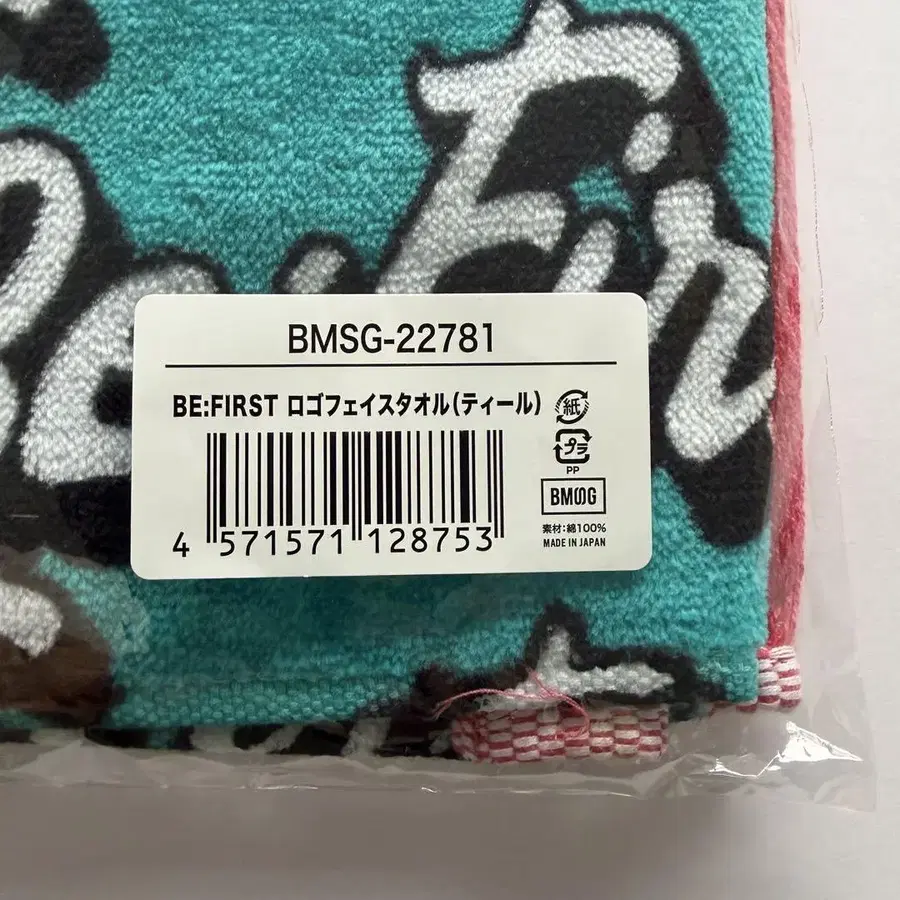 BMSG-22781
BE:FIRST ロゴフェイスタオル(ティール)
紙
プラ
PP
BMSG
素材:綿100%
MADE IN JAPAN
4 571571 128753